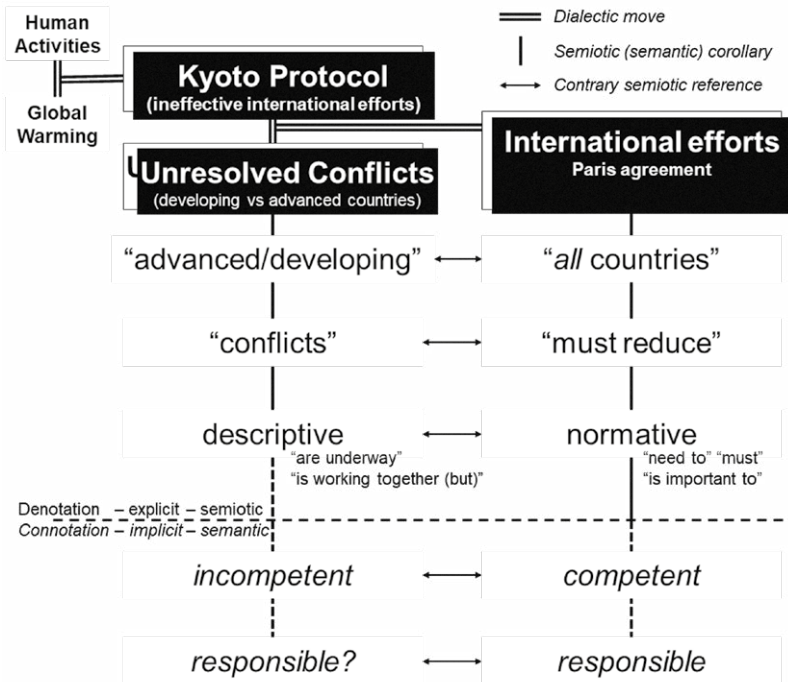 Human
Activities
Global
Warming
Kyoto Protocol
(ineffective international efforts)
Dialectic move
Semiotic (semantic) corollary
Contrary semiotic reference
Unresolved Conflicts
(developing vs advanced countries)
International efforts
Paris agreement
“advanced/developing”
“all countries”
“conflicts”
“must reduce”
descriptive
“are underway”
“is working together (but)”
normative
“need to” “must”
“is important to”
Denotation – explicit – semiotic
Connotation – implicit – semantic
incompetent
competent
responsible?
responsible